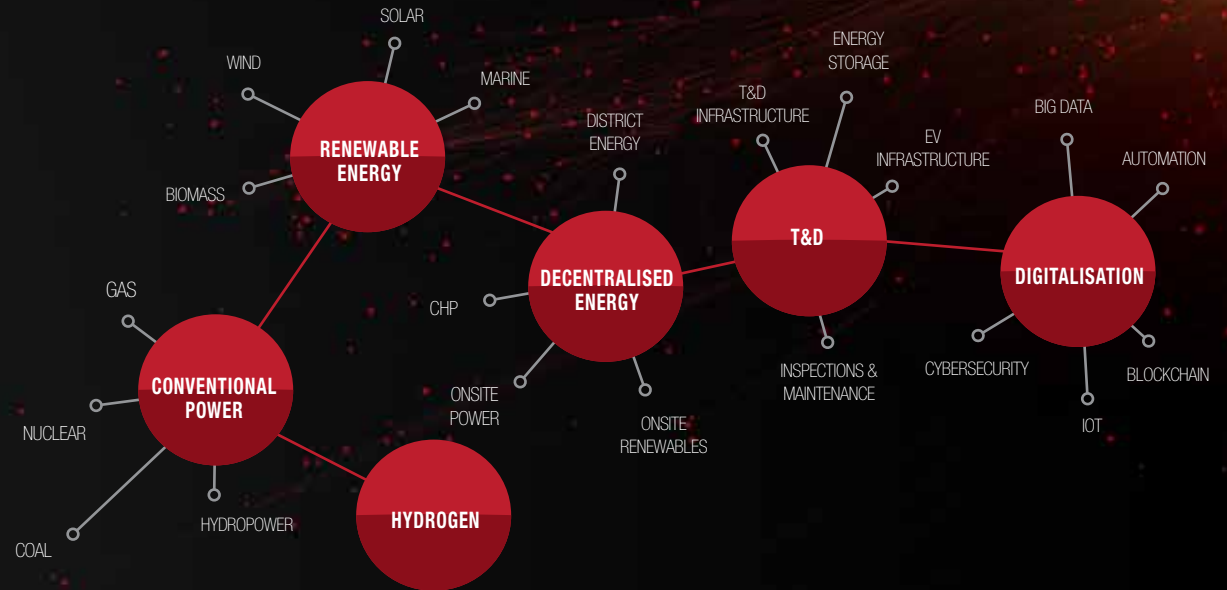 SOLAR
WIND
MARINE
RENEWABLE
ENERGY
BIOMASS
GAS
CONVENTIONAL
POWER
NUCLEAR
COAL
HYDROPOWER
HYDROGEN
DISTRICT
ENERGY
DECENTRALISED
ENERGY
CHP
ONSITE
POWER
ONSITE
RENEWABLES
ENERGY
STORAGE
T&D
INFRASTRUCTURE
EV
INFRASTRUCTURE
T&D
INSPECTIONS &
MAINTENANCE
BIG DATA
AUTOMATION
DIGITALISATION
CYBERSECURITY
BLOCKCHAIN
IOT